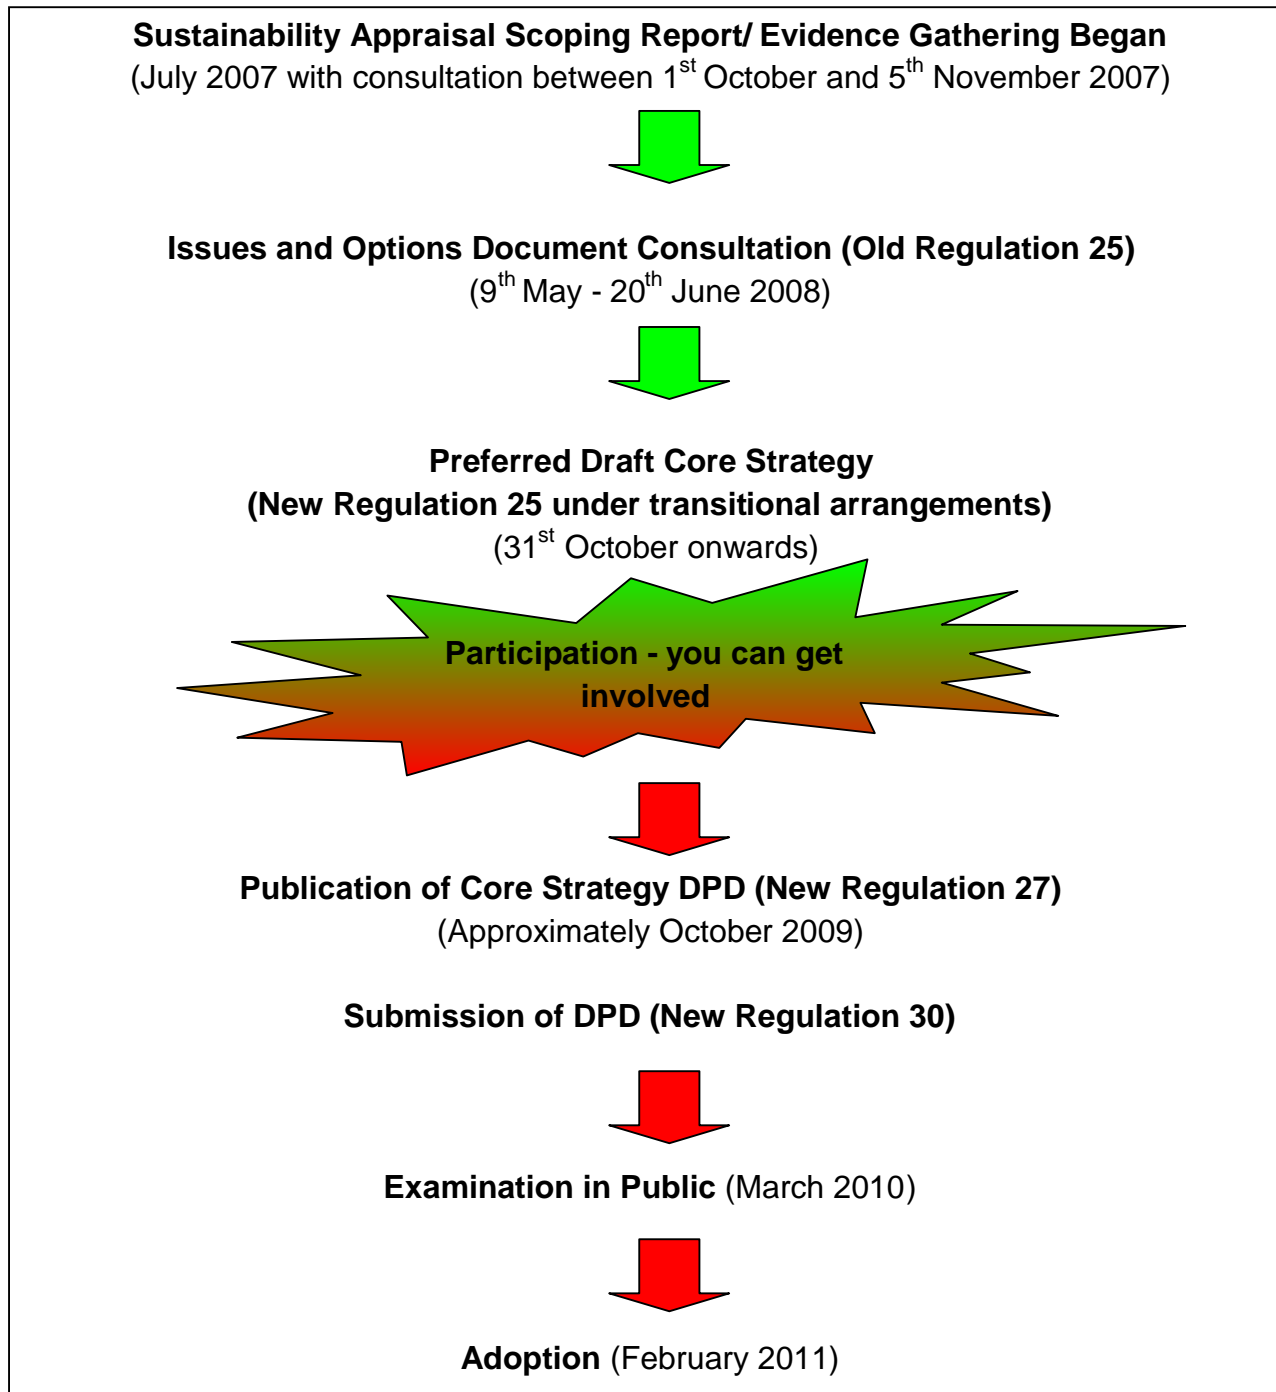 Sustainability Appraisal Scoping Report/ Evidence Gathering Began
(July 2007 with consultation between 1st October and 5th November 2007)
Issues and Options Document Consultation (Old Regulation 25)
(9th May - 20th June 2008)
Preferred Draft Core Strategy
(New Regulation 25 under transitional arrangements)
(31st October onwards)
Participation - you can get
involved
Publication of Core Strategy DPD (New Regulation 27)
(Approximately October 2009)
Submission of DPD (New Regulation 30)
Examination in Public (March 2010)
Adoption (February 2011)